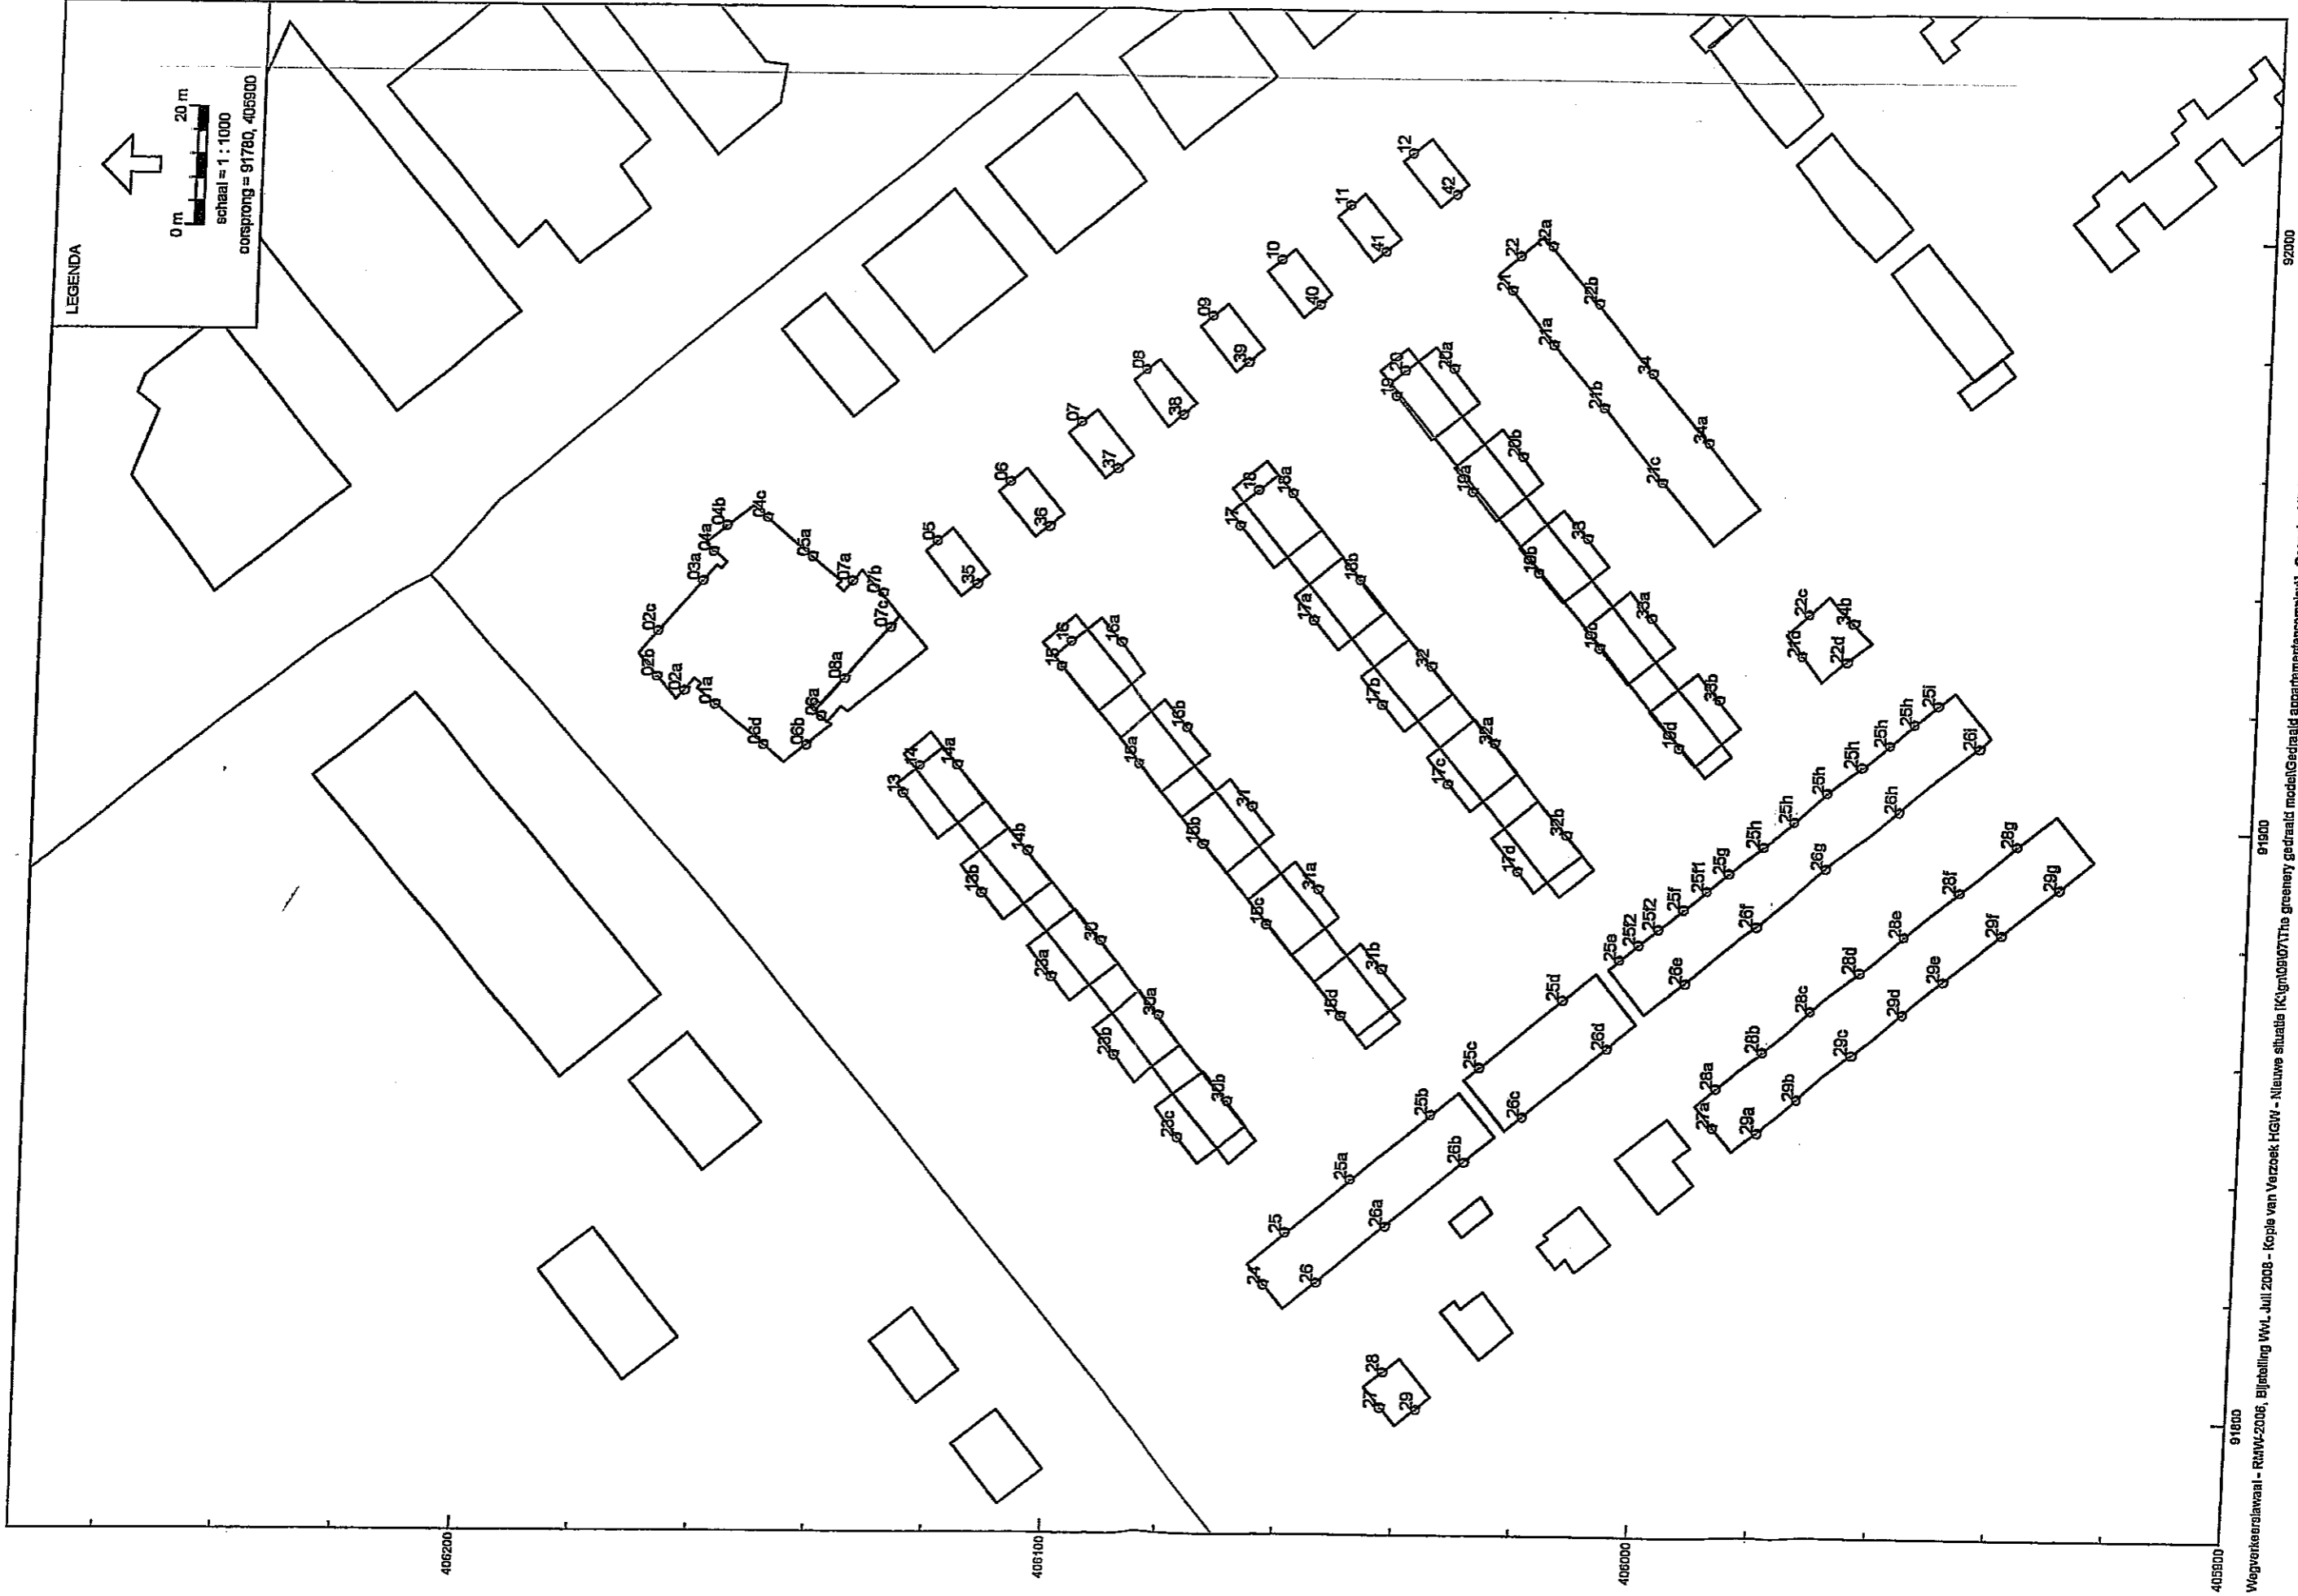 LEGENDA
0 m
20 m
schaal = 1 : 1000
oorsprong = 91780, 405900
02b
02c
03a
04a
04b
04c
02a
01a
05a
06d
07a
07b
07c
06b
06a
08a
05
35
06
36
07
37
08
38
09
39
10
40
11
41
12
42
13
14
14a
13b
14b
23a
30
23b
30a
23c
30b
15
16
16a
15a
16b
15b
31
15c
31a
15d
31b
17
18
18a
17a
18b
17b
32
17c
32a
17d
32b
19
20
20a
19a
20b
19b
33
19c
33a
19d
33b
21
22
22a
21a
22b
21b
34
21c
34a
21d
22c
22d
34b
24
25
26
25a
26a
25b
26b
25c
26c
25d
26d
25e
25f2
25f2
25f
25f1
25g
25h
25h
25h
25h
25h
25h
25i
26e
26f
26g
26h
26i
27
28
29
27a
28a
29a
28b
29b
28c
29c
28d
29d
28e
29e
28f
29f
28g
29g
406200
406100
406000
405900
91800
91900
92000
Wegverkeerslawaai - RMW-2006, Bijstelling WvL Juli 2008 - Kopie van Verzoek HGW - Nieuwe situatie